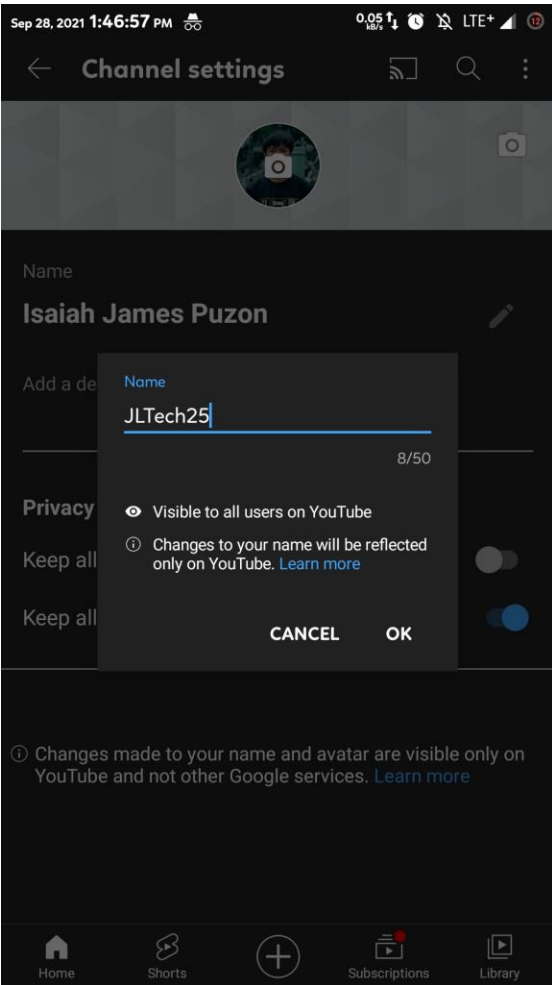 Sep 28, 2021 1:46:57 PM 0.05 kB/s LTE+ 12
Channel settings
Name
Isaiah James Puzon
Add a de
Name
JLTech25
8/50
Visible to all users on YouTube
Changes to your name will be reflected
only on YouTube. Learn more
CANCEL OK
Privacy
Keep all
Keep all
Changes made to your name and avatar are visible only on
YouTube and not other Google services. Learn more
Home Shorts Subscriptions Library